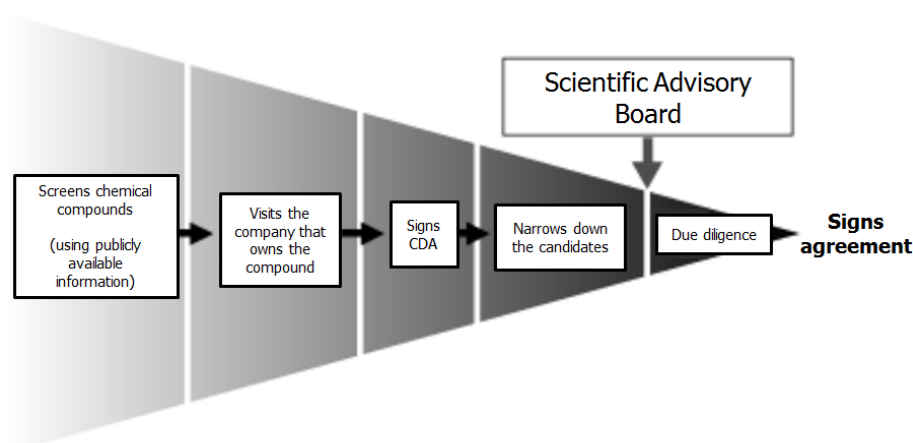 Scientific Advisory
Board
Screens chemical
compounds
(using publicly
available
information)
Visits the
company that
owns the
compound
Signs
CDA
Narrows down
the candidates
Due diligence
Signs
agreement